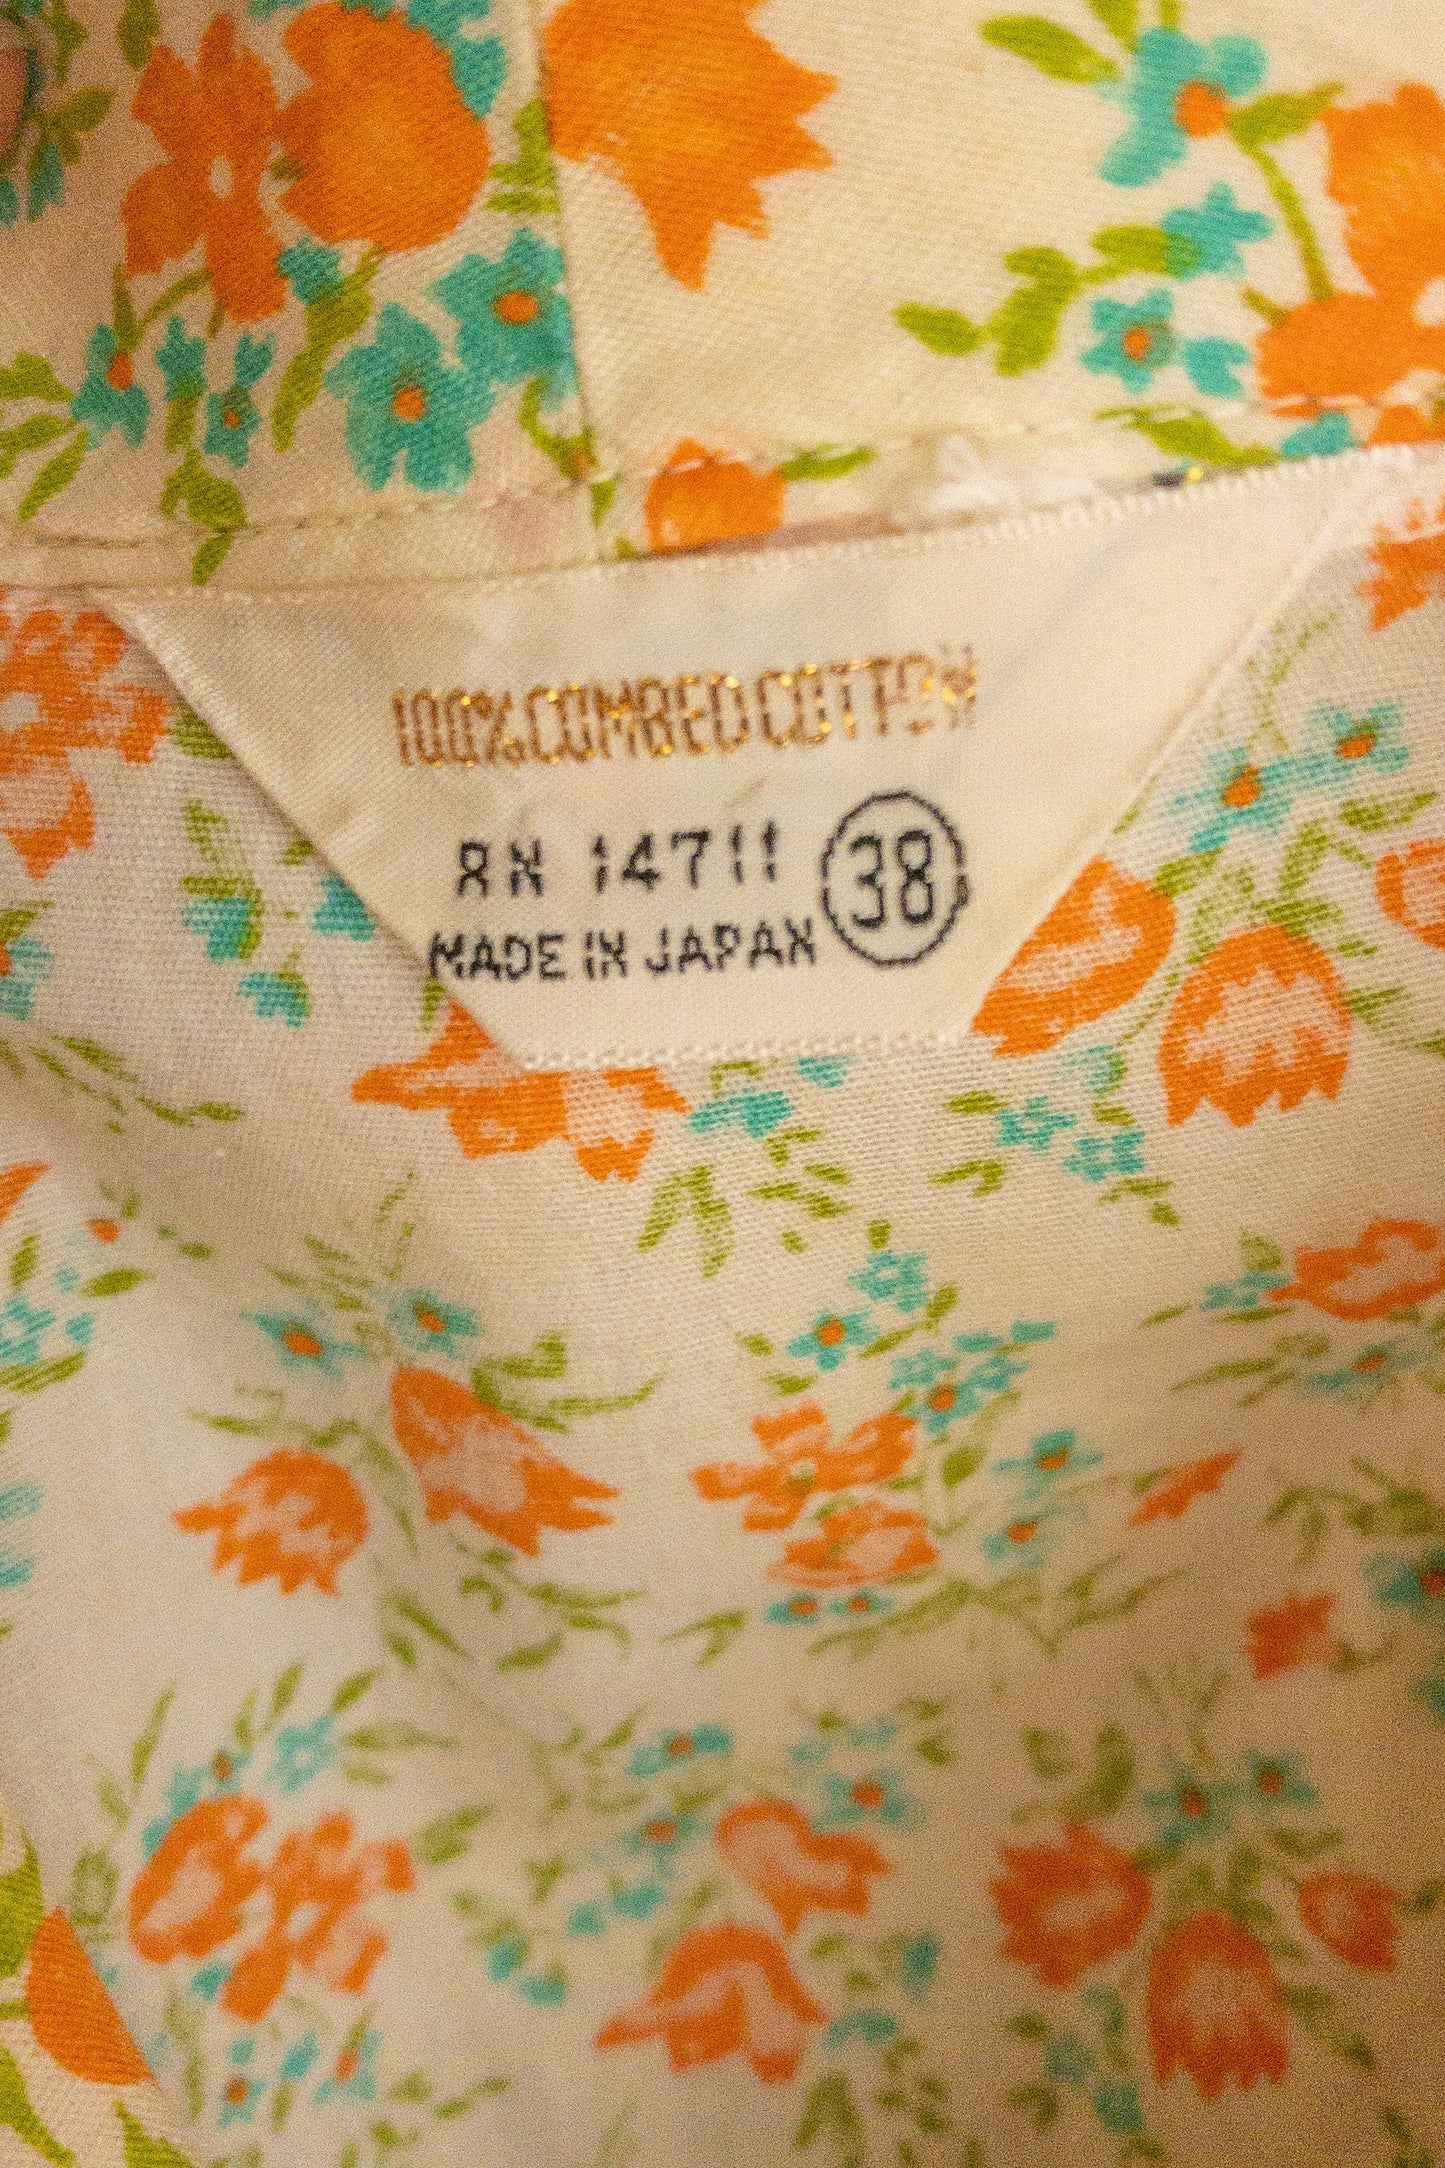 100% COMBED COTTON
RN 14711 38
MADE IN JAPAN